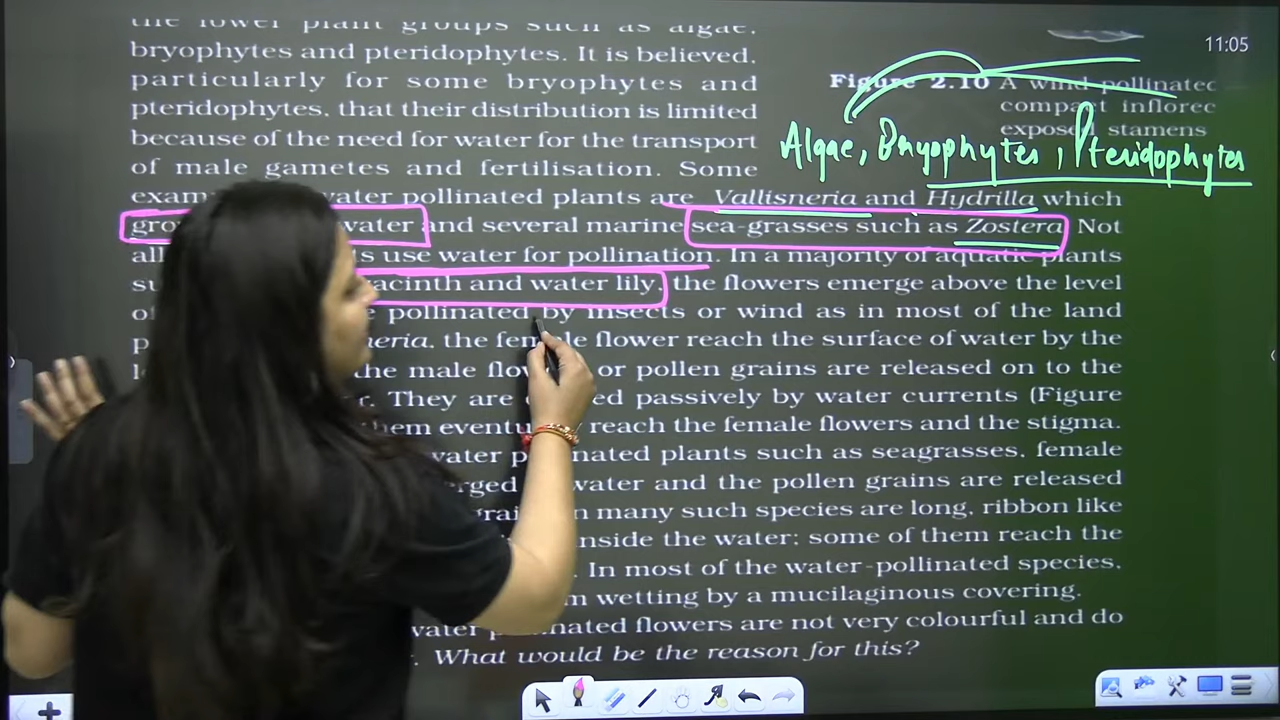 the lower plant groups such as algae,
bryophytes and pteridophytes. It is believed,
particularly for some bryophytes and
pteridophytes, that their distribution is limited
because of the need for water for the transport
of male gametes and fertilisation. Some
water pollinated plants are Vallisneria and Hydrilla which
water and several marine sea-grasses such as Zostera. Not
all use water for pollination. In a majority of aquatic plants
and water lily, the flowers emerge above the level
pollinated by insects or wind as in most of the land
the female flower reach the surface of water by the
the male or pollen grains are released on to the
They are passively by water currents (Figure
reach the female flowers and the stigma.
water plants such as seagrasses, female
water and the pollen grains are released
many such species are long, ribbon like
inside the water; some of them reach the
In most of the water-pollinated species,
wetting by a mucilaginous covering.
water flowers are not very colourful and do
What would be the reason for this?
11:05
Figure 2.10 A wind pollinated
compact
exposed stamens
Algae, Bryophytes, Pteridophytes